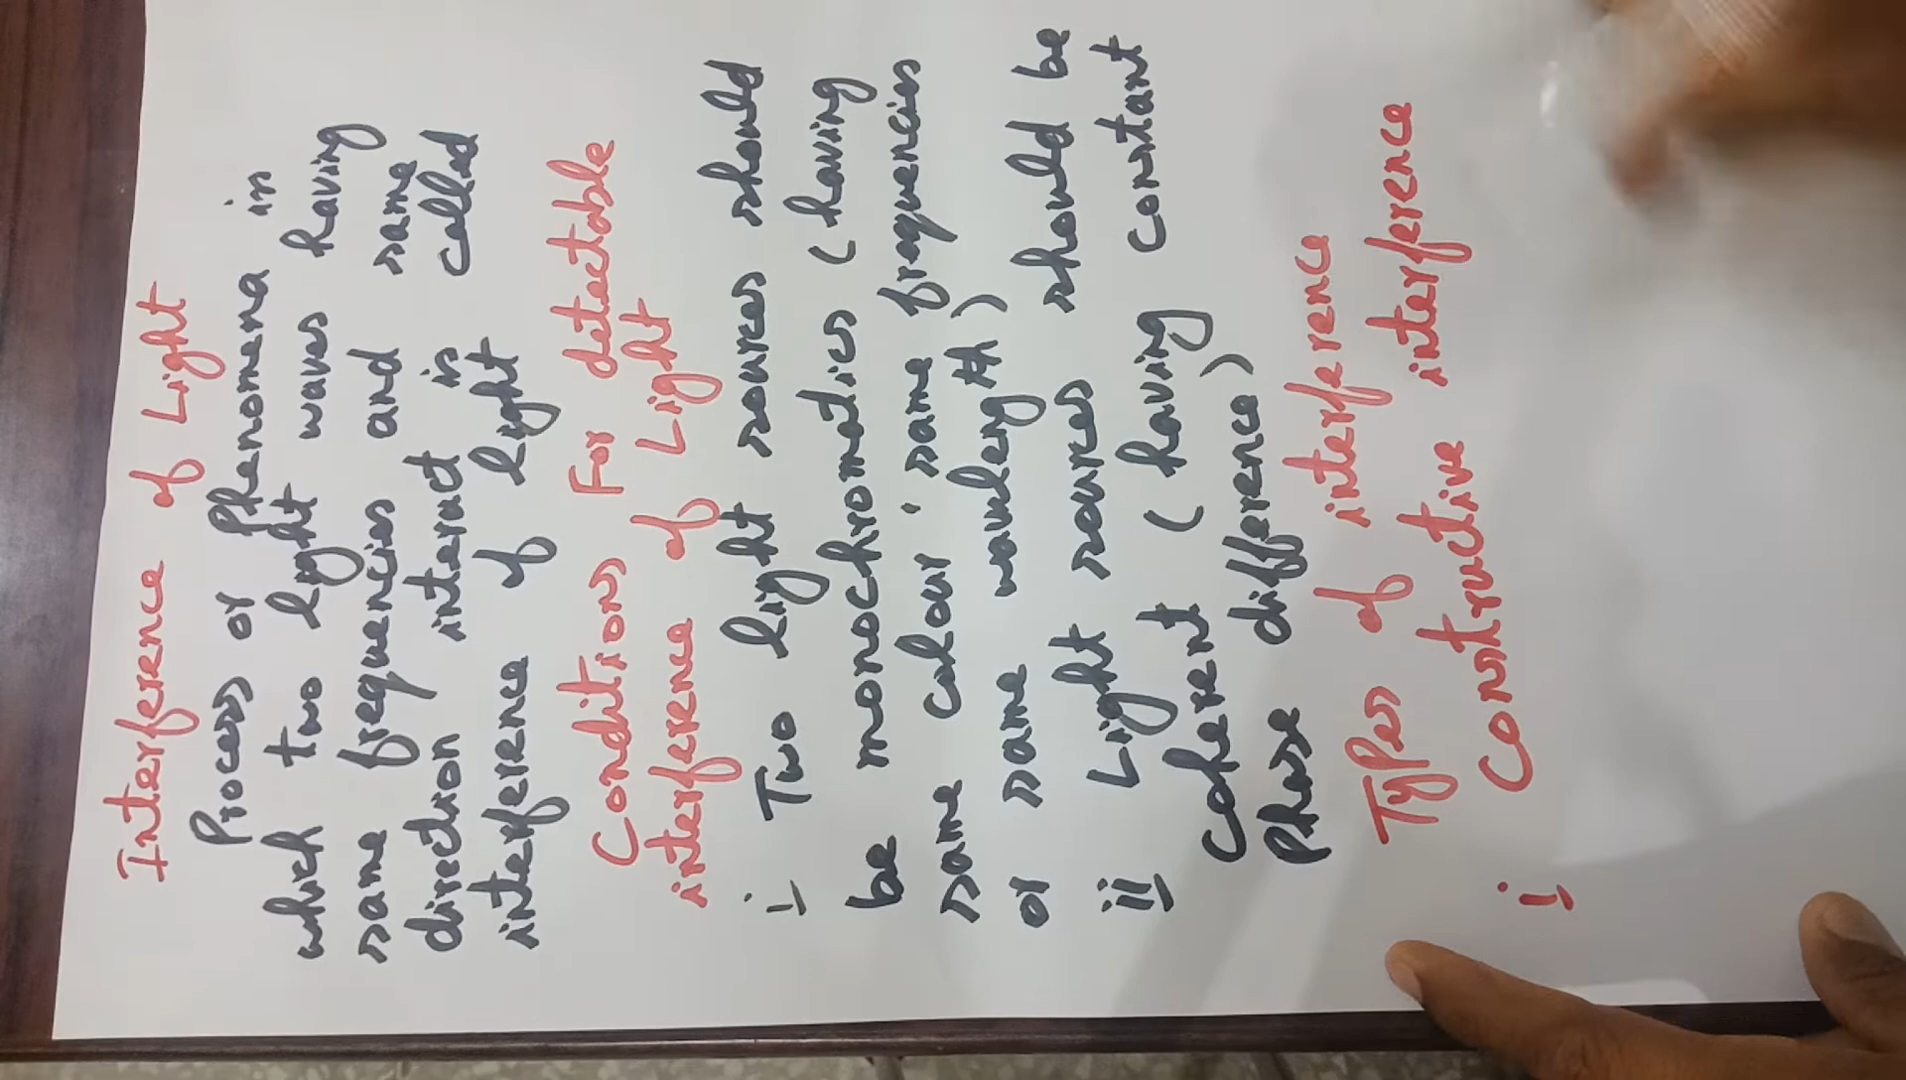 Interference of Light
Process or Phenomena in
which two light waves having
same frequencies and same
direction interact is called
interference of light
Conditions For detectable
interference of Light
i Two light sources should
be monochromatics (having
same colour, same frequencies
or same wavelength)
ii Light sources should be
coherent (having constant
Phase difference)
Types of interference
i Constructive interference